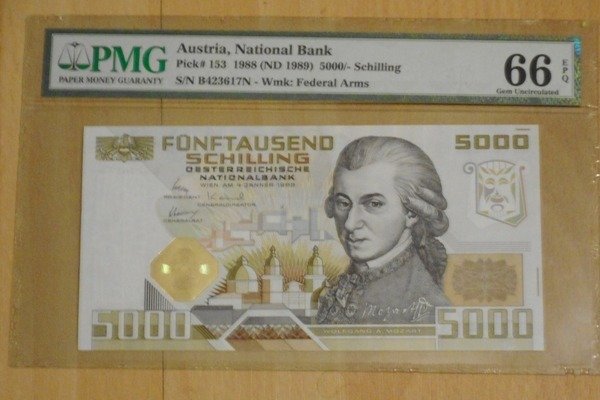 PMG
PAPER MONEY GUARANTY
Austria, National Bank
Pick# 153 1988 (ND 1989) 5000/- Schilling
S/N B423617N - Wmk: Federal Arms
66
EPQ
Gem Uncirculated
FÜNFTAUSEND
SCHILLING
OESTERREICHISCHE
NATIONALBANK
WIEN, AM 4. JÄNNER 1988
PRÄSIDENT
GENERALDIREKTOR
GENERALRAT
5000
5000
5000
WOLFGANG A. MOZART